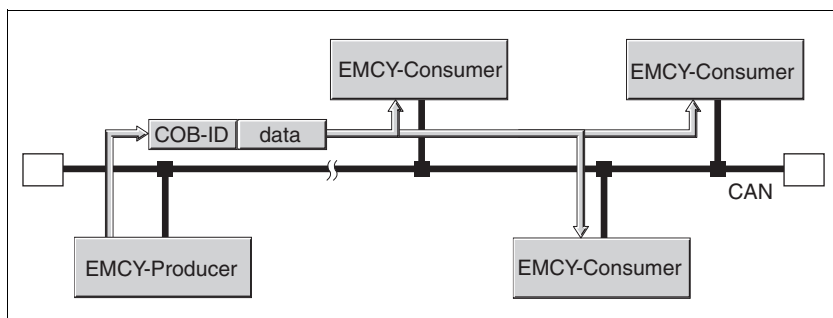 EMCY-Consumer
EMCY-Consumer
COB-ID data
CAN
EMCY-Producer
EMCY-Consumer